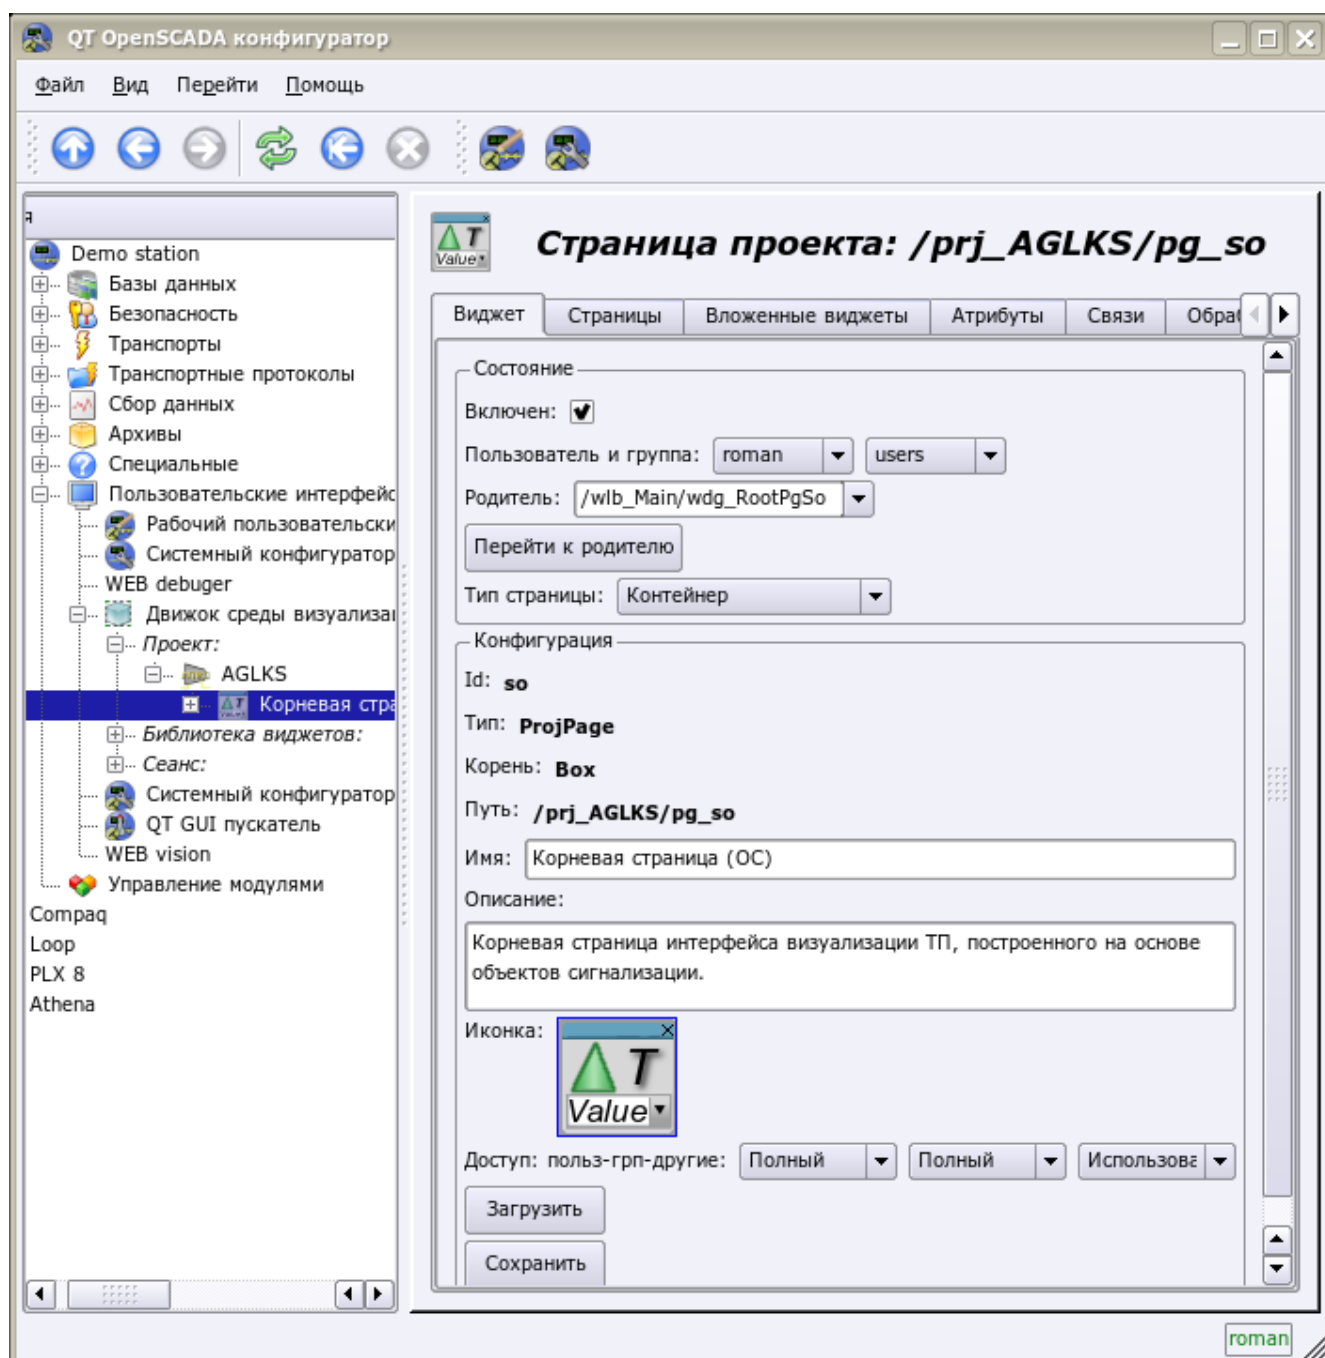 QT OpenSCADA конфигуратор
Файл Вид Перейти Помощь
я
Demo station
Базы данных
Безопасность
Транспорты
Транспортные протоколы
Сбор данных
Архивы
Специальные
Пользовательские интерфейс
Рабочий пользовательски
Системный конфигуратор
WEB debuger
Движок среды визуализа
Проект:
AGLKS
Корневая стра
Библиотека виджетов:
Сеанс:
Системный конфигуратор
QT GUI пускатель
WEB vision
Управление модулями
Compaq
Loop
PLX 8
Athena
T
Value
Страница проекта: /prj_AGLKS/pg_so
Виджет Страницы Вложенные виджеты Атрибуты Связи Обра
Состояние
Включен:
Пользователь и группа: roman users
Родитель: /wlb_Main/wdg_RootPgSo
Перейти к родителю
Тип страницы: Контейнер
Конфигурация
Id: so
Тип: ProjPage
Корень: Box
Путь: /prj_AGLKS/pg_so
Имя: Корневая страница (ОС)
Описание:
Корневая страница интерфейса визуализации ТП, построенного на основе
объектов сигнализации.
Иконка:
T
Value
Доступ: польз-грп-другие: Полный Полный Использова
Загрузить
Сохранить
roman